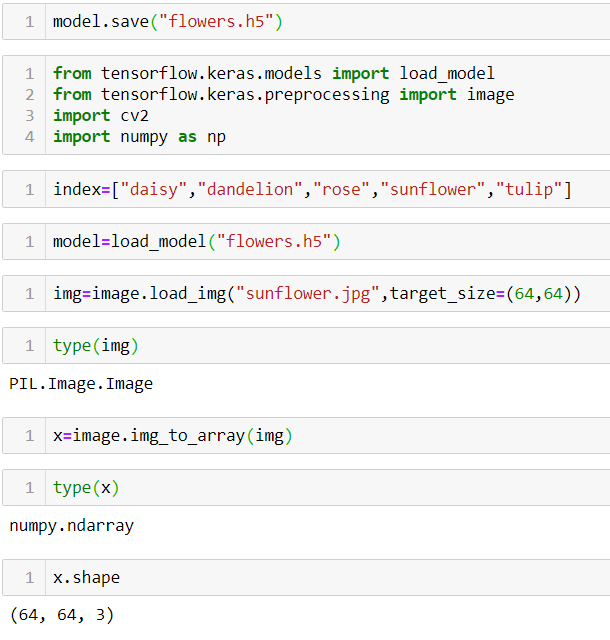 1 model.save("flowers.h5")
1 from tensorflow.keras.models import load_model
2 from tensorflow.keras.preprocessing import image
3 import cv2
4 import numpy as np
1 index=["daisy","dandelion","rose","sunflower","tulip"]
1 model=load_model("flowers.h5")
1 img=image.load_img("sunflower.jpg",target_size=(64,64))
1 type(img)
PIL.Image.Image
1 x=image.img_to_array(img)
1 type(x)
numpy.ndarray
1 x.shape
(64, 64, 3)